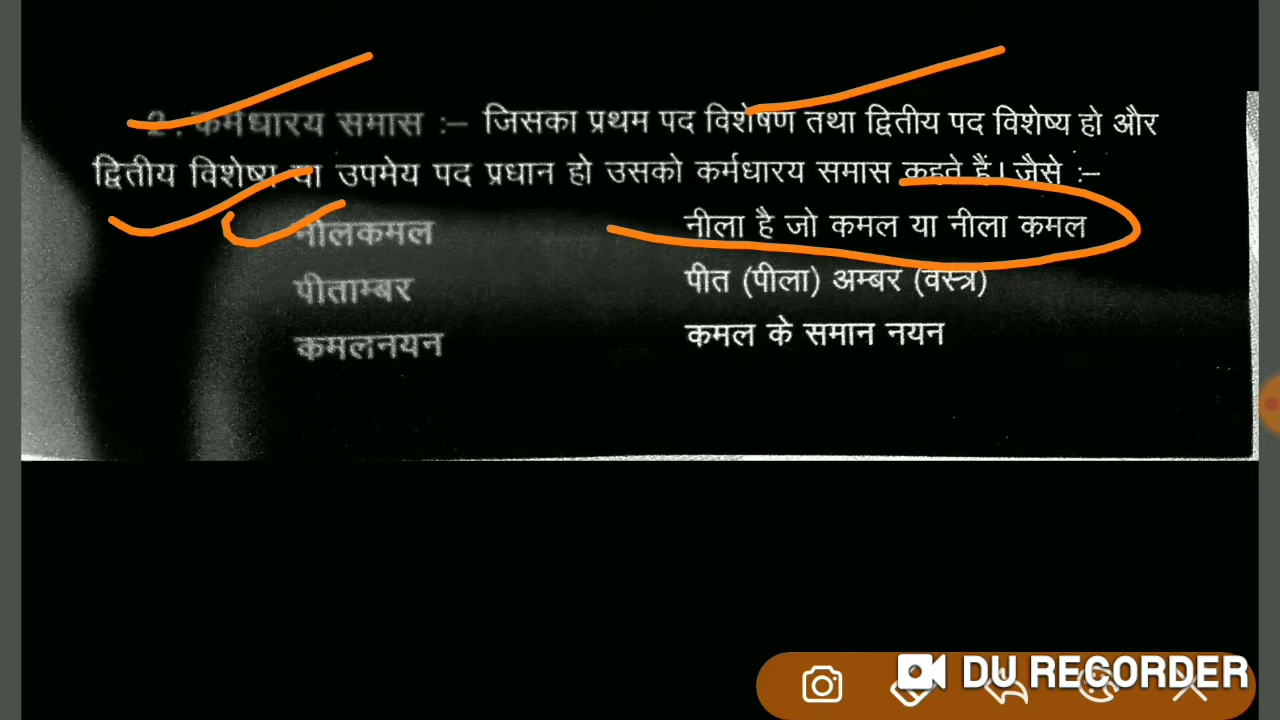 2. कर्मधारय समास :– जिसका प्रथम पद विशेषण तथा द्वितीय पद विशेष्य हो और
द्वितीय विशेष्य या उपमेय पद प्रधान हो उसको कर्मधारय समास कहते हैं। जैसे :–
नीलकमल नीला है जो कमल या नीला कमल
पीताम्बर पीत (पीला) अम्बर (वस्त्र)
कमलनयन कमल के समान नयन
DU RECORDER